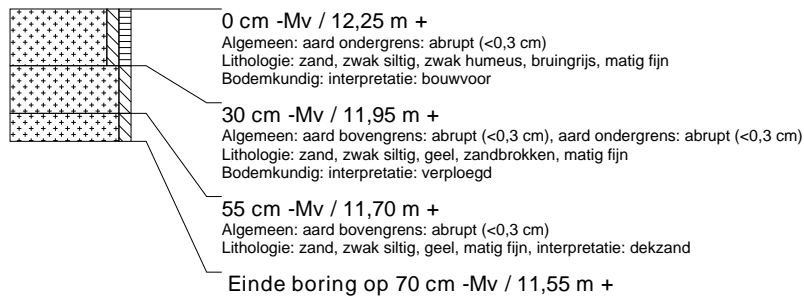 0 cm -Mv / 12,25 m +
Algemeen: aard ondergrens: abrupt (<0,3 cm)
Lithologie: zand, zwak siltig, zwak humeus, bruingrijs, matig fijn
Bodemkundig: interpretatie: bouwvoor
30 cm -Mv / 11,95 m +
Algemeen: aard bovengrens: abrupt (<0,3 cm), aard ondergrens: abrupt (<0,3 cm)
Lithologie: zand, zwak siltig, geel, zandbrokken, matig fijn
Bodemkundig: interpretatie: verploegd
55 cm -Mv / 11,70 m +
Algemeen: aard bovengrens: abrupt (<0,3 cm)
Lithologie: zand, zwak siltig, geel, matig fijn, interpretatie: dekzand
Einde boring op 70 cm -Mv / 11,55 m +